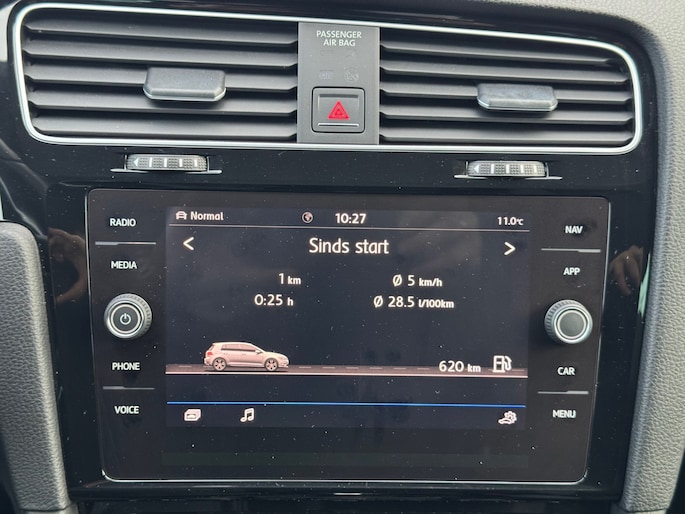 PASSENGER
AIR BAG
RADIO
MEDIA
PHONE
VOICE
Normal
10:27
11.0°C
Sinds start
1 km
Ø 5 km/h
0:25 h
Ø 28.5 l/100km
620 km
NAV
APP
CAR
MENU